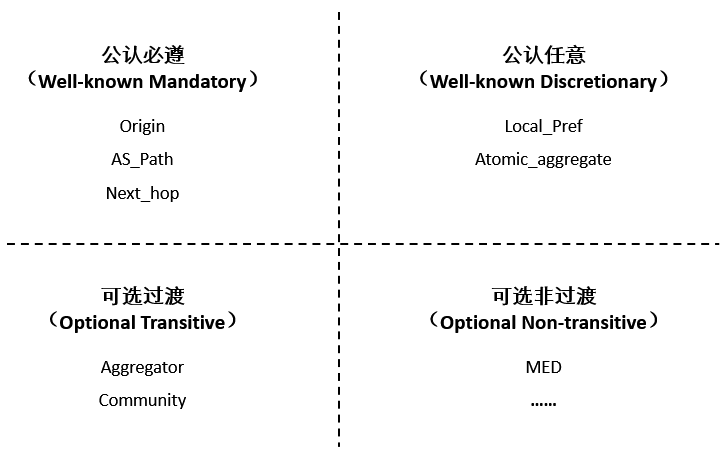 公认必遵
（Well-known Mandatory）
Origin
AS_Path
Next_hop
公认任意
（Well-known Discretionary）
Local_Pref
Atomic_aggregate
可选过渡
（Optional Transitive）
Aggregator
Community
可选非过渡
（Optional Non-transitive）
MED
……